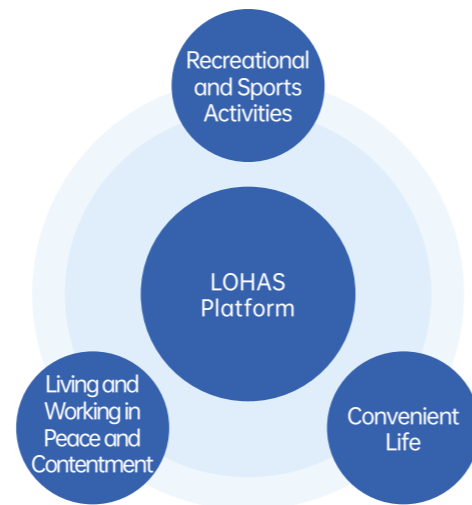 Recreational
and Sports
Activities
LOHAS
Platform
Living and
Working in
Peace and
Contentment
Convenient
Life